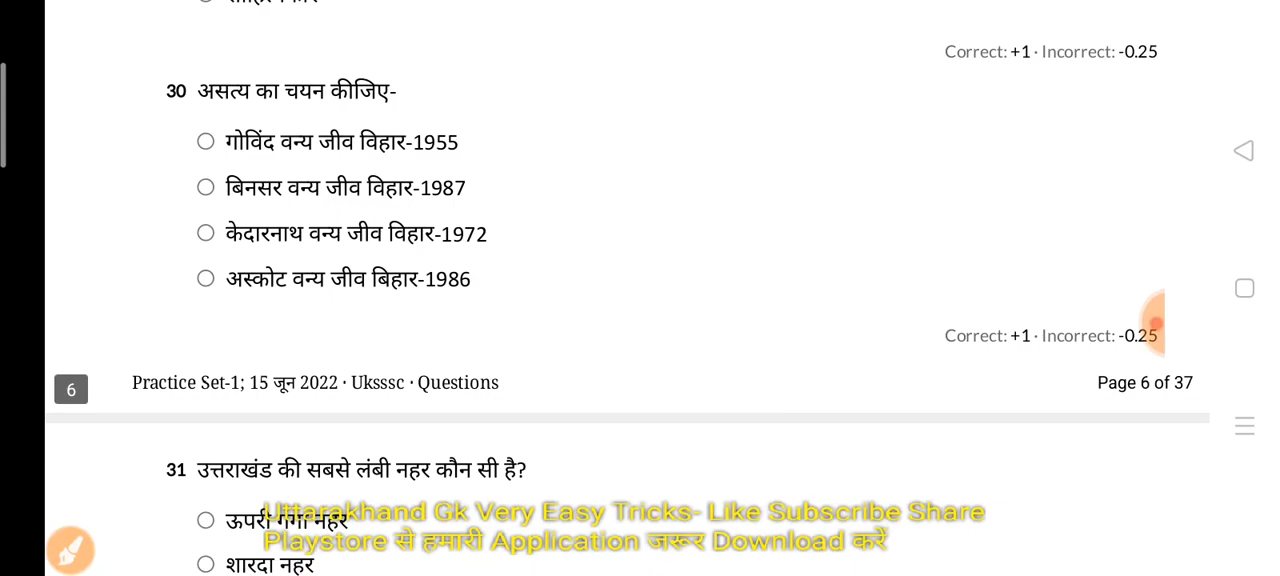 Correct: +1 · Incorrect: -0.25
30 असत्य का चयन कीजिए-
गोविंद वन्य जीव विहार-1955
बिनसर वन्य जीव विहार-1987
केदारनाथ वन्य जीव विहार-1972
अस्कोट वन्य जीव बिहार-1986
Correct: +1 · Incorrect: -0.25
6 Practice Set-1; 15 जून 2022 · Uksssc · Questions Page 6 of 37
31 उत्तराखंड की सबसे लंबी नहर कौन सी है?
ऊपरी गंगा नहर
Uttarakhand Gk Very Easy Tricks- Like Subscribe Share
Playstore से हमारी Application जरूर Download करें
शारदा नहर